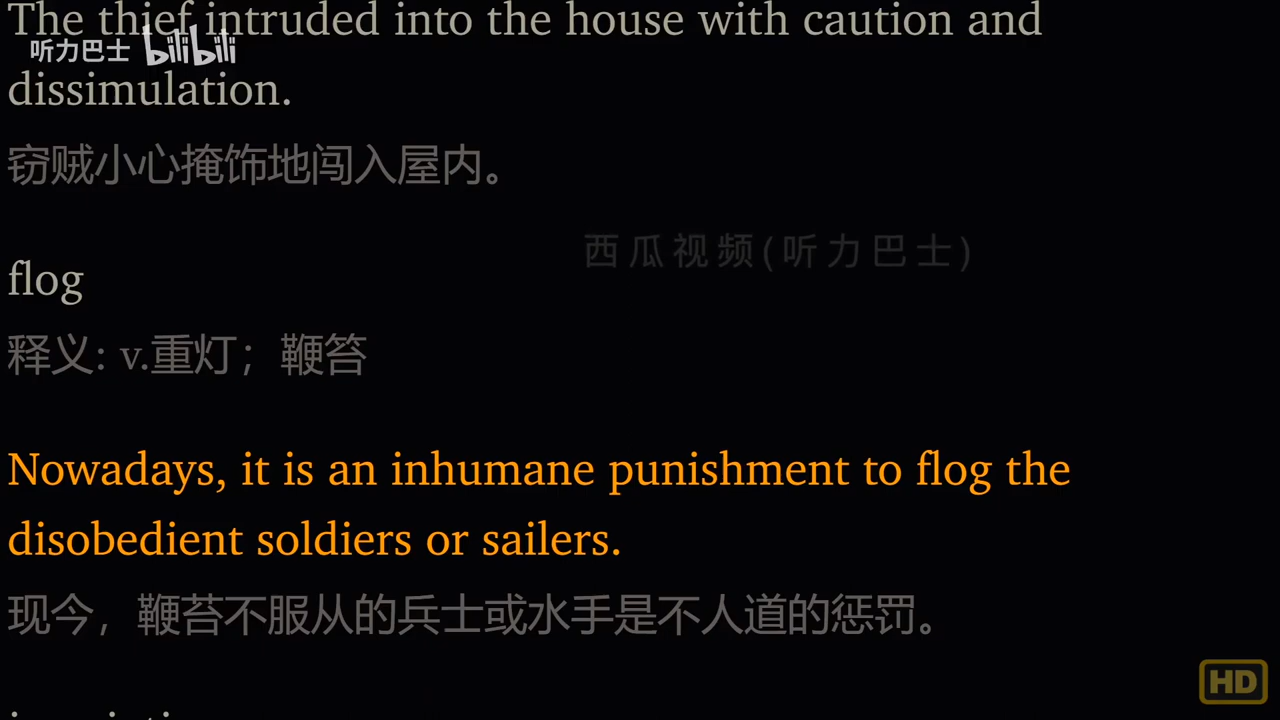 The thief intruded into the house with caution and
听力巴士 bilibili
dissimulation.
窃贼小心掩饰地闯入屋内。
西瓜视频(听力巴士)
flog
释义: v.重灯；鞭笞
Nowadays, it is an inhumane punishment to flog the
disobedient soldiers or sailers.
现今，鞭苔不服从的兵士或水手是不人道的惩罚。
HD